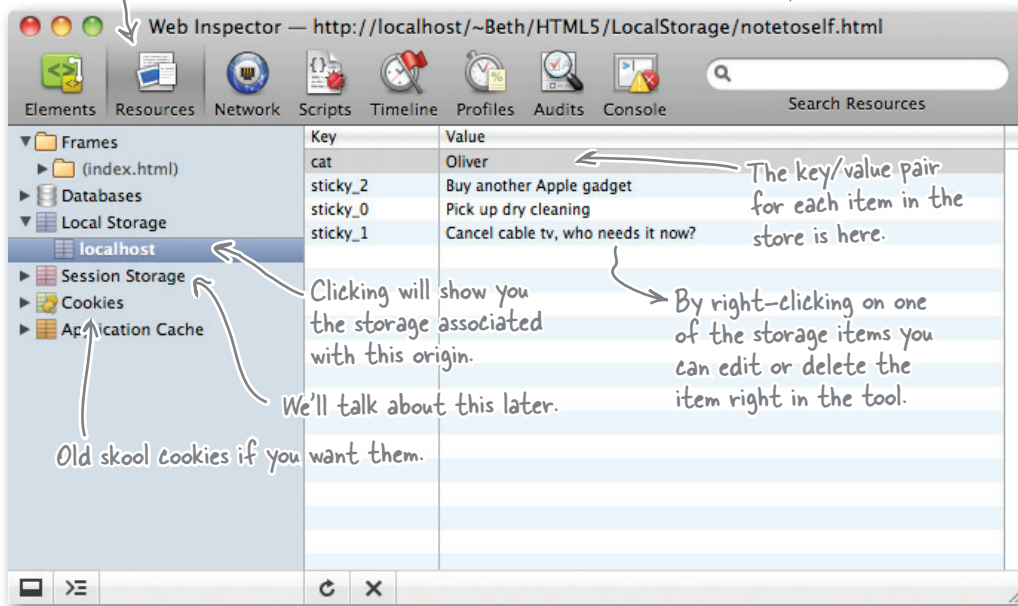 Web Inspector — http://localhost/~Beth/HTML5/LocalStorage/notetoself.html
Elements Resources Network Scripts Timeline Profiles Audits Console Search Resources
Frames
(index.html)
Databases
Local Storage
localhost
Session Storage
Cookies
Application Cache
Key Value
cat Oliver
sticky_2 Buy another Apple gadget
sticky_0 Pick up dry cleaning
sticky_1 Cancel cable tv, who needs it now?
The key/value pair
for each item in the
store is here.
Clicking will show you
the storage associated
with this origin.
By right-clicking on one
of the storage items you
can edit or delete the
item right in the tool.
We'll talk about this later.
Old skool cookies if you want them.